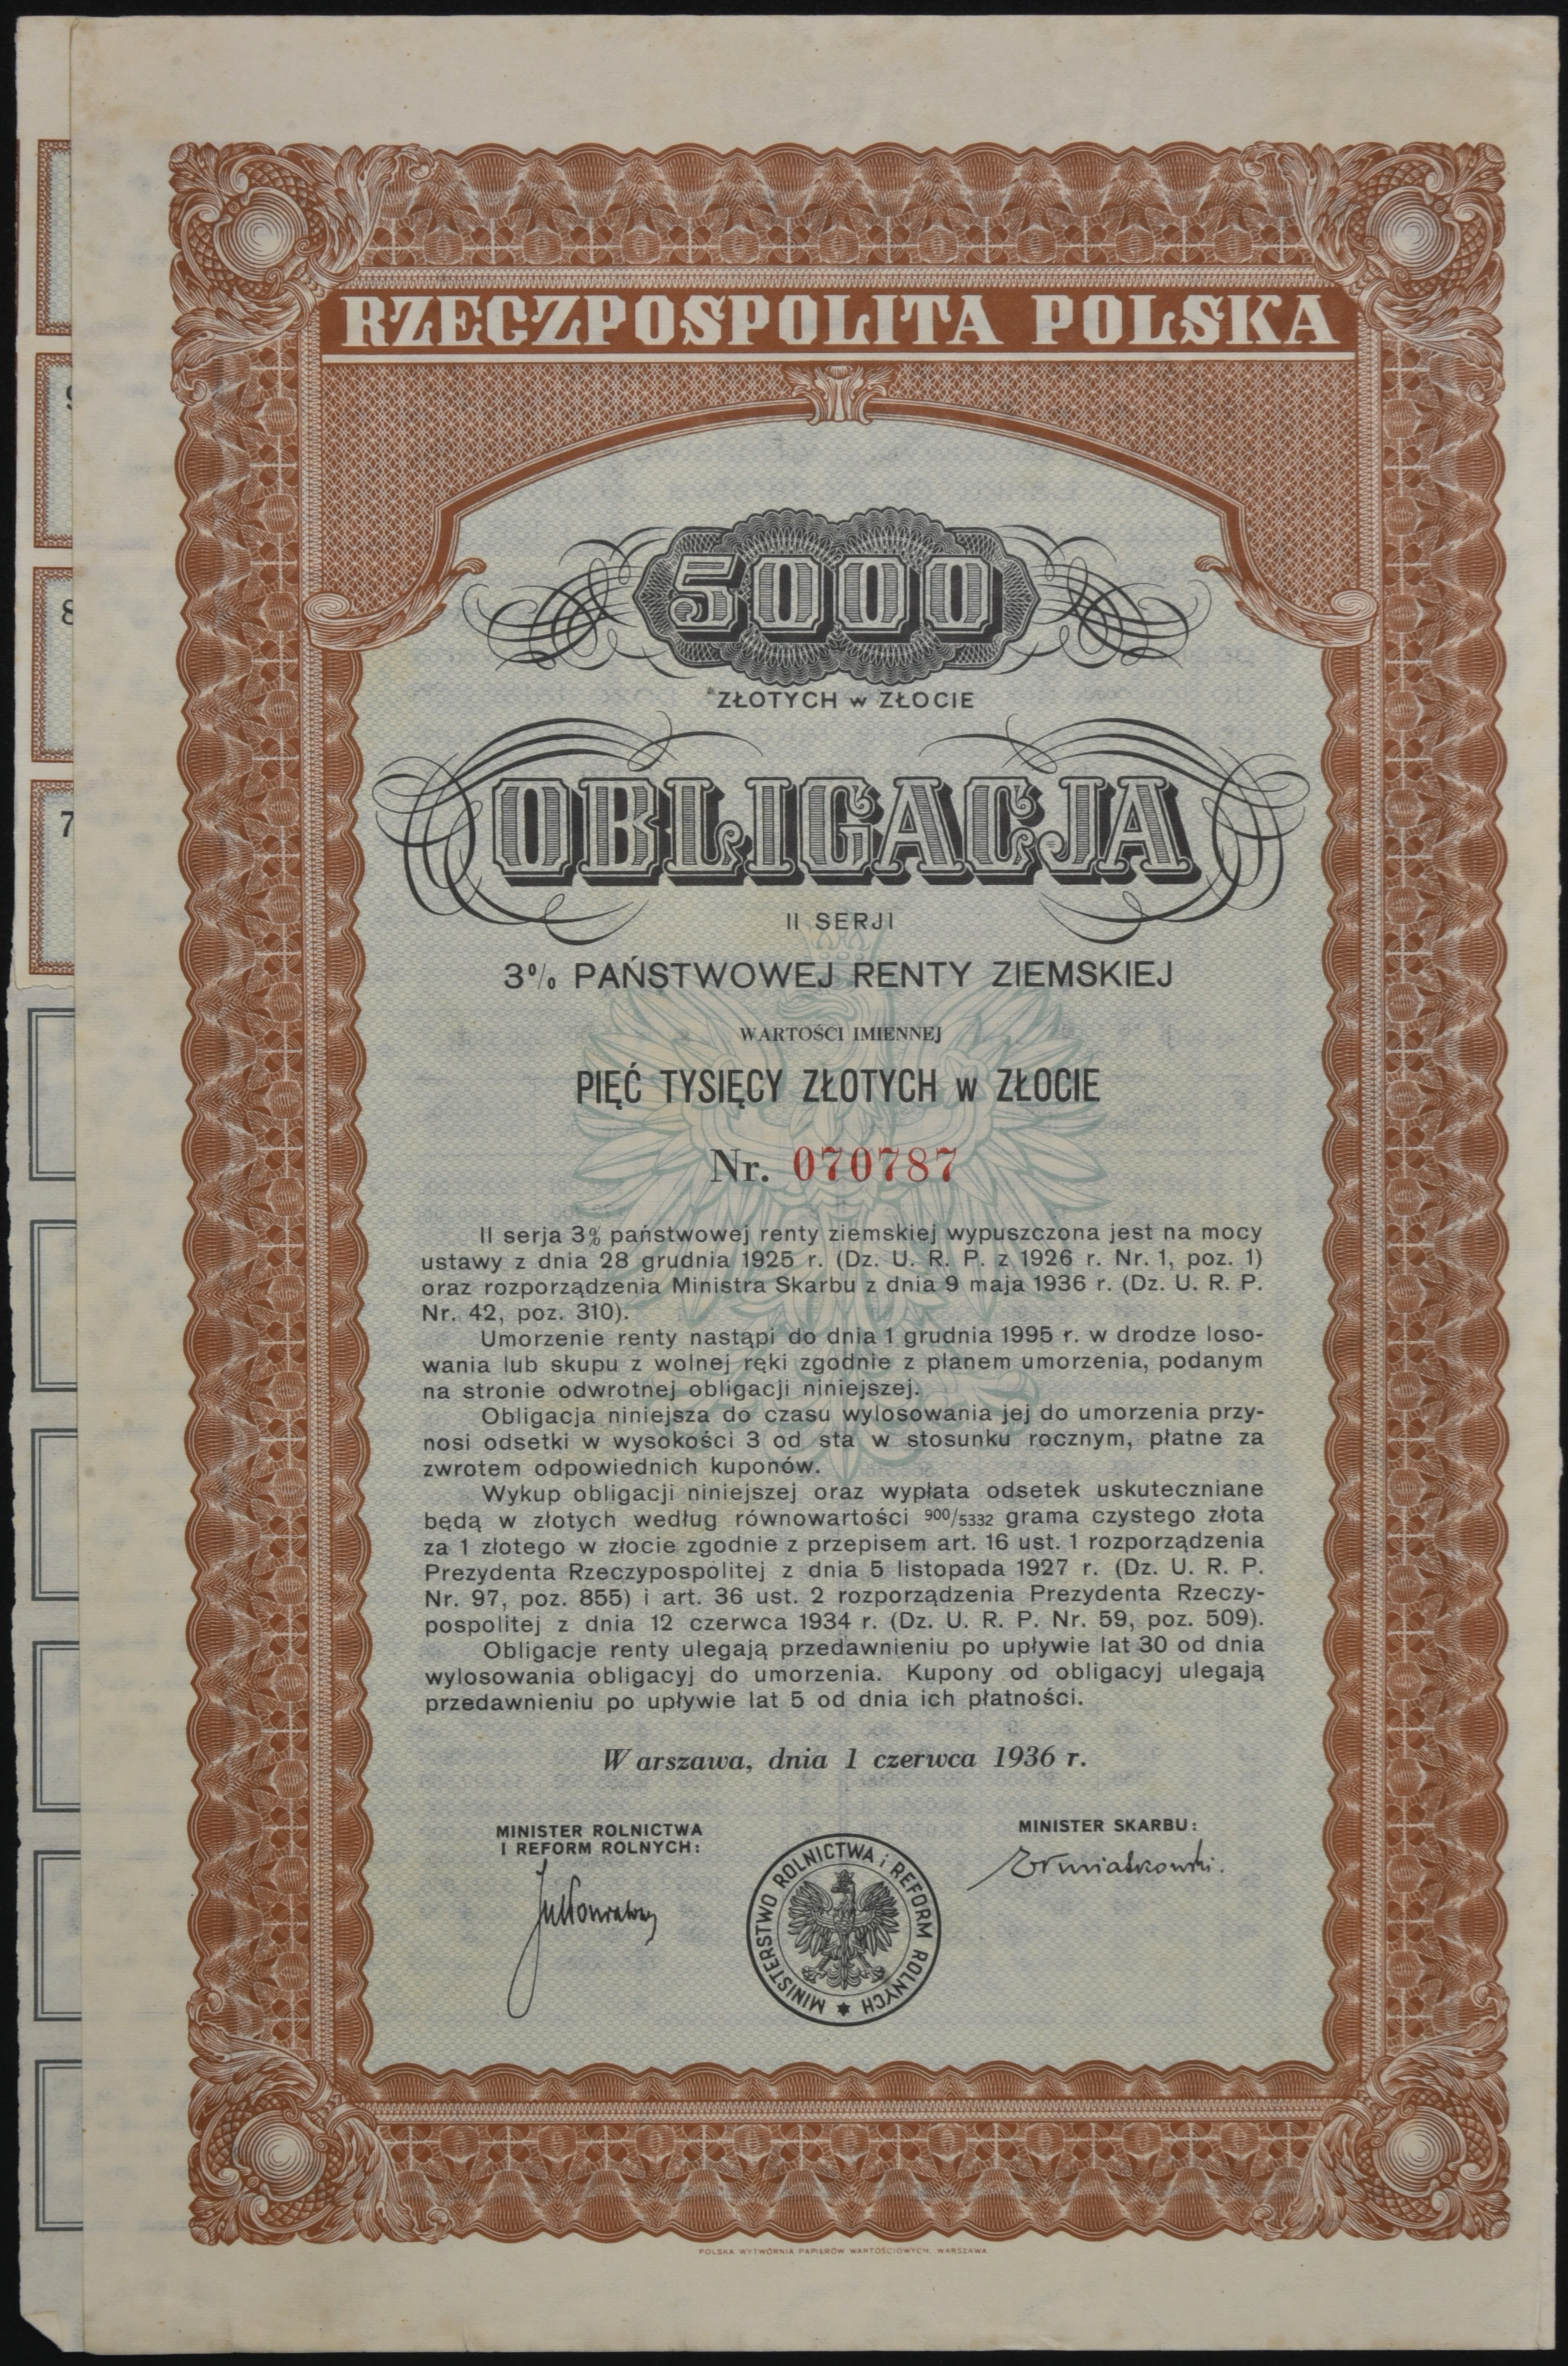 RZECZPOSPOLITA POLSKA
5000
ZŁOTYCH w ZŁOCIE
OBLIGACJA
II SERJI
3% PAŃSTWOWEJ RENTY ZIEMSKIEJ
WARTOŚCI IMIENNEJ
PIĘĆ TYSIĘCY ZŁOTYCH w ZŁOCIE
Nr. 070787
II serja 3% państwowej renty ziemskiej wypuszczona jest na mocy
ustawy z dnia 28 grudnia 1925 r. (Dz. U. R. P. z 1926 r. Nr. 1, poz. 1)
oraz rozporządzenia Ministra Skarbu z dnia 9 maja 1936 r. (Dz. U. R. P.
Nr. 42, poz. 310).
Umorzenie renty nastąpi do dnia 1 grudnia 1995 r. w drodze loso-
wania lub skupu z wolnej ręki zgodnie z planem umorzenia, podanym
na stronie odwrotnej obligacji niniejszej.
Obligacja niniejsza do czasu wylosowania jej do umorzenia przy-
nosi odsetki w wysokości 3 od sta w stosunku rocznym, płatne za
zwrotem odpowiednich kuponów.
Wykup obligacji niniejszej oraz wypłata odsetek uskuteczniane
będą w złotych według równowartości 900/5332 grama czystego złota
za 1 złotego w złocie zgodnie z przepisem art. 16 ust. 1 rozporządzenia
Prezydenta Rzeczypospolitej z dnia 5 listopada 1927 r. (Dz. U. R. P.
Nr. 97, poz. 855) i art. 36 ust. 2 rozporządzenia Prezydenta Rzeczy-
pospolitej z dnia 12 czerwca 1934 r. (Dz. U. R. P. Nr. 59, poz. 509).
Obligacje renty ulegają przedawnieniu po upływie lat 30 od dnia
wylosowania obligacyj do umorzenia. Kupony od obligacyj ulegają
przedawnieniu po upływie lat 5 od dnia ich płatności.
Warszawa, dnia 1 czerwca 1936 r.
MINISTER ROLNICTWA
I REFORM ROLNYCH:
MINISTER SKARBU:
MINISTERSTWO ROLNICTWA i REFORM ROLNYCH
POLSKA WYTWÓRNIA PAPIERÓW WARTOŚCIOWYCH, WARSZAWA
8
7